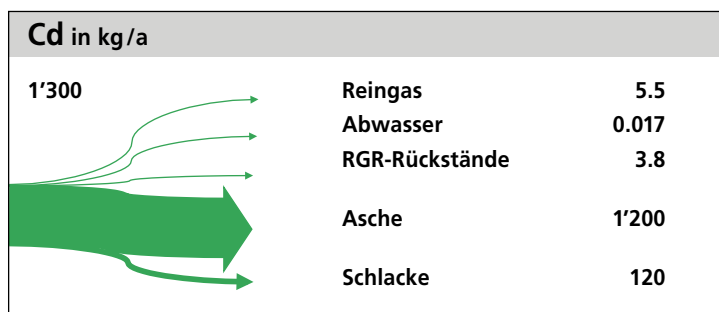 Cd in kg/a
1'300 Reingas 5.5
Abwasser 0.017
RGR-Rückstände 3.8
Asche 1'200
Schlacke 120